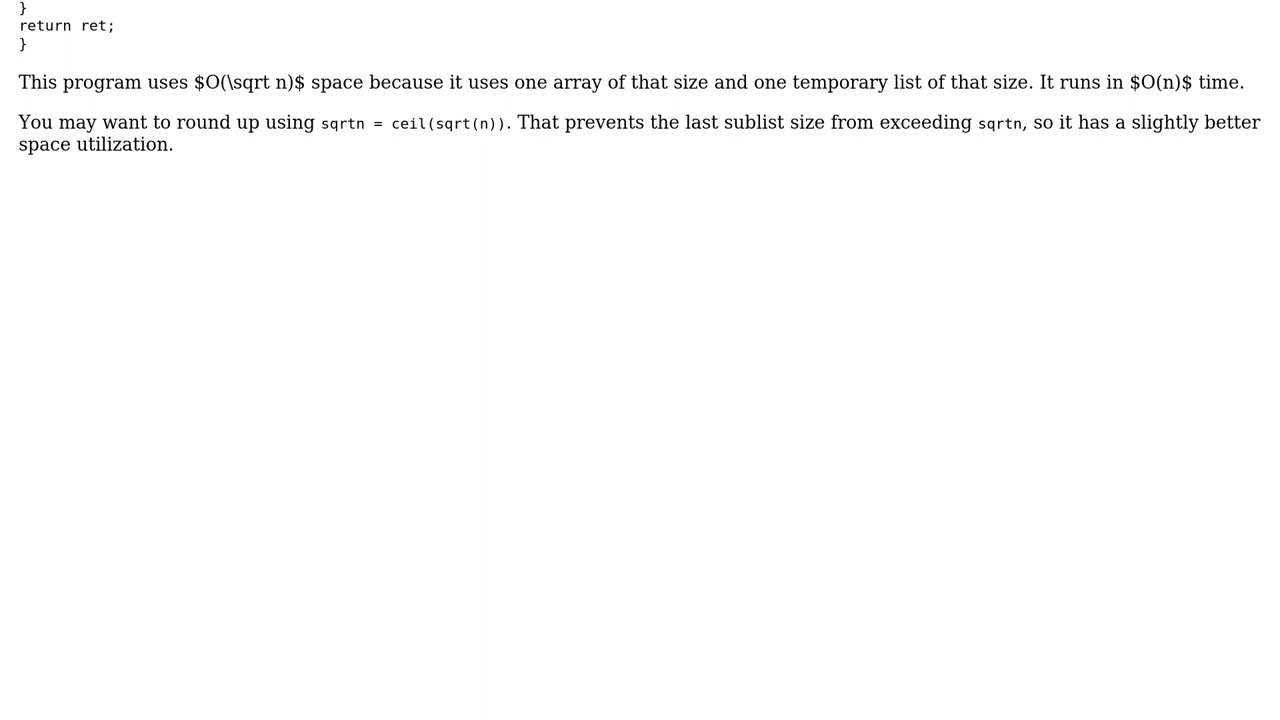 }
return ret;
}
This program uses $O(\sqrt n)$ space because it uses one array of that size and one temporary list of that size. It runs in $O(n)$ time.
You may want to round up using sqrtn = ceil(sqrt(n)). That prevents the last sublist size from exceeding sqrtn, so it has a slightly better
space utilization.